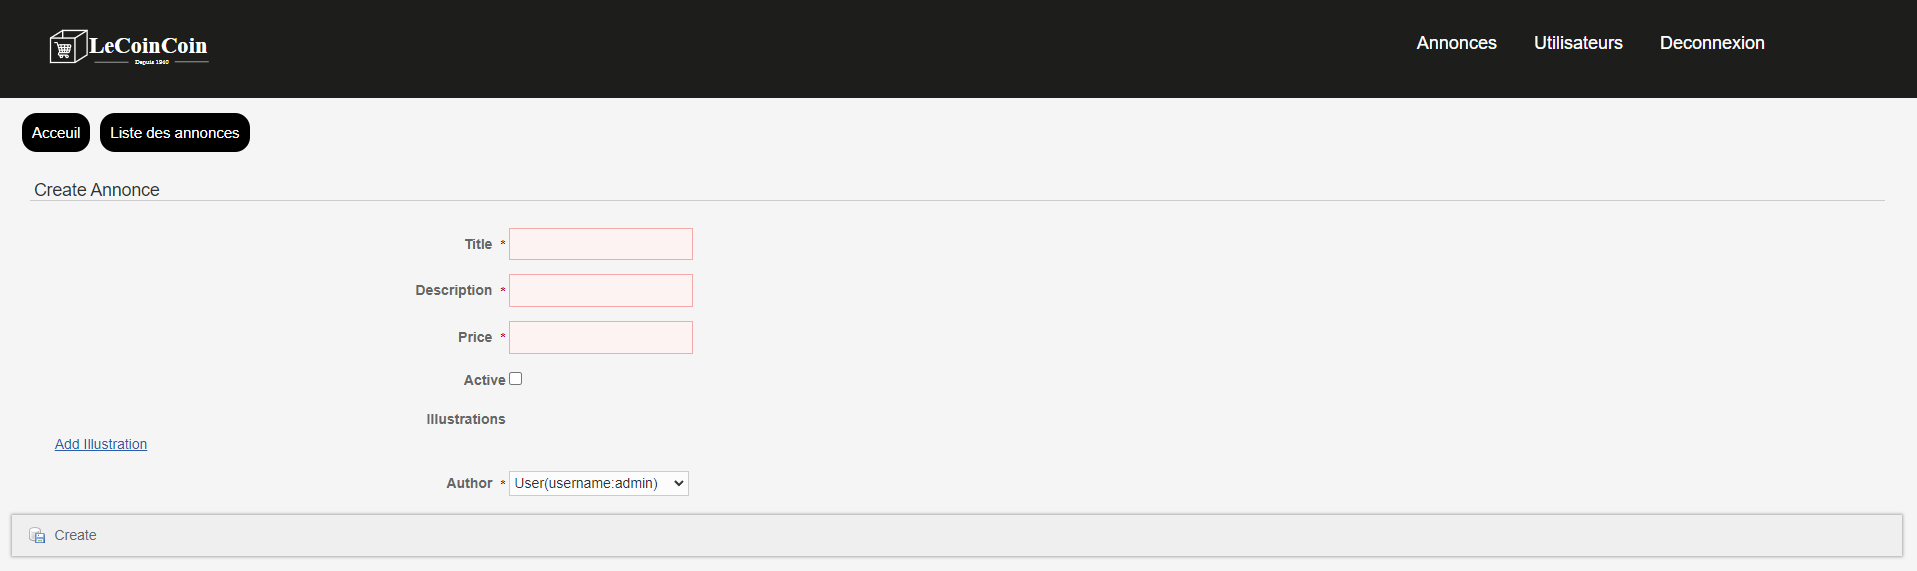 LeCoinCoin
Depuis 1940
Annonces Utilisateurs Deconnexion
Acceuil Liste des annonces
Create Annonce
Title *
Description *
Price *
Active
Illustrations
Add Illustration
Author * User(username:admin)
Create